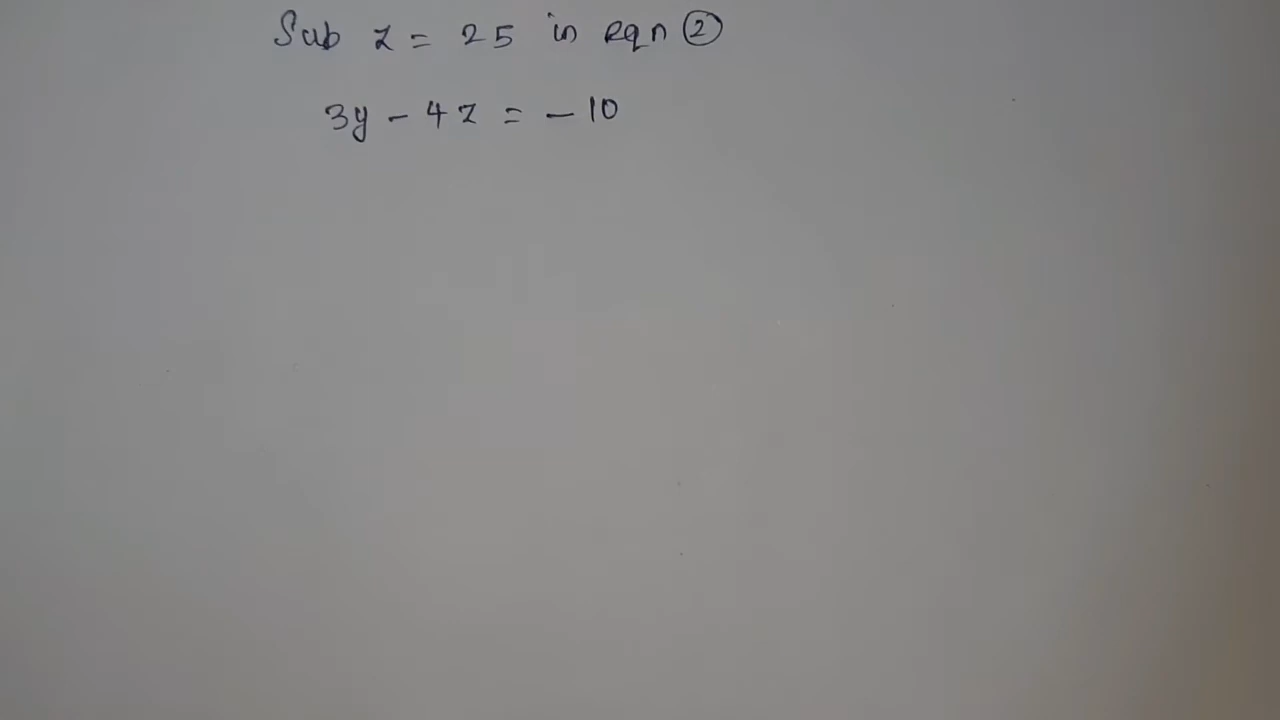 Sub z = 25 in eqn ②
3y - 4z = - 10